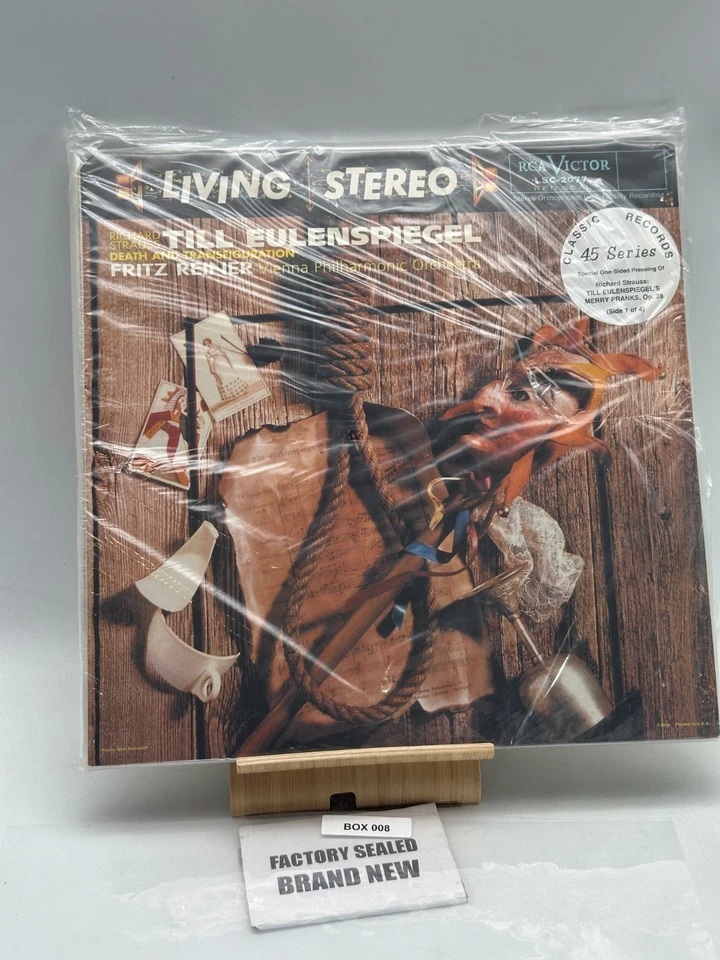 LIVING STEREO
RCA VICTOR
LSC-2077
RICHARD
STRAUSS TILL EULENSPIEGEL
DEATH AND TRANSFIGURATION
FRITZ REINER Vienna Philharmonic Orchestra
CLASSIC RECORDS
45 Series
Special One-Sided Pressing Of
Richard Strauss:
TILL EULENSPIEGEL'S
MERRY PRANKS, Op. 28
(Side 1 of 4)
BOX 008
FACTORY SEALED
BRAND NEW